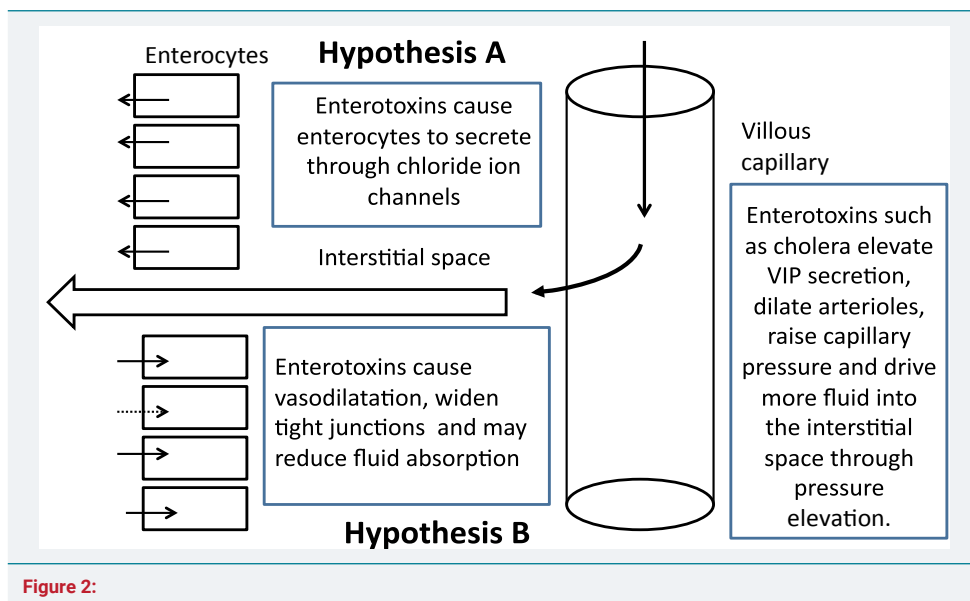 Enterocytes
Hypothesis A
Enterotoxins cause
enterocytes to secrete
through chloride ion
channels
Villous
capillary
Interstitial space
Enterotoxins such
as cholera elevate
VIP secretion,
dilate arterioles,
raise capillary
pressure and drive
more fluid into
the interstitial
space through
pressure
elevation.
Enterotoxins cause
vasodilatation, widen
tight junctions and may
reduce fluid absorption
Hypothesis B
Figure 2: